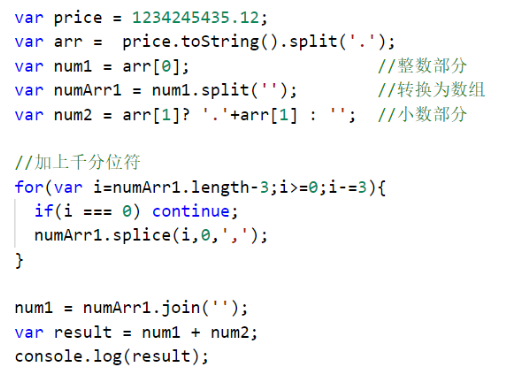 var price = 1234245435.12;
var arr =  price.toString().split('.');
var num1 = arr[0];                    //整数部分
var numArr1 = num1.split('');         //转换为数组
var num2 = arr[1]? '.'+arr[1] : '';  //小数部分

//加上千分位符
for(var i=numArr1.length-3;i>=0;i-=3){
  if(i === 0) continue;
  numArr1.splice(i,0,',');
}

num1 = numArr1.join('');
var result = num1 + num2;
console.log(result);